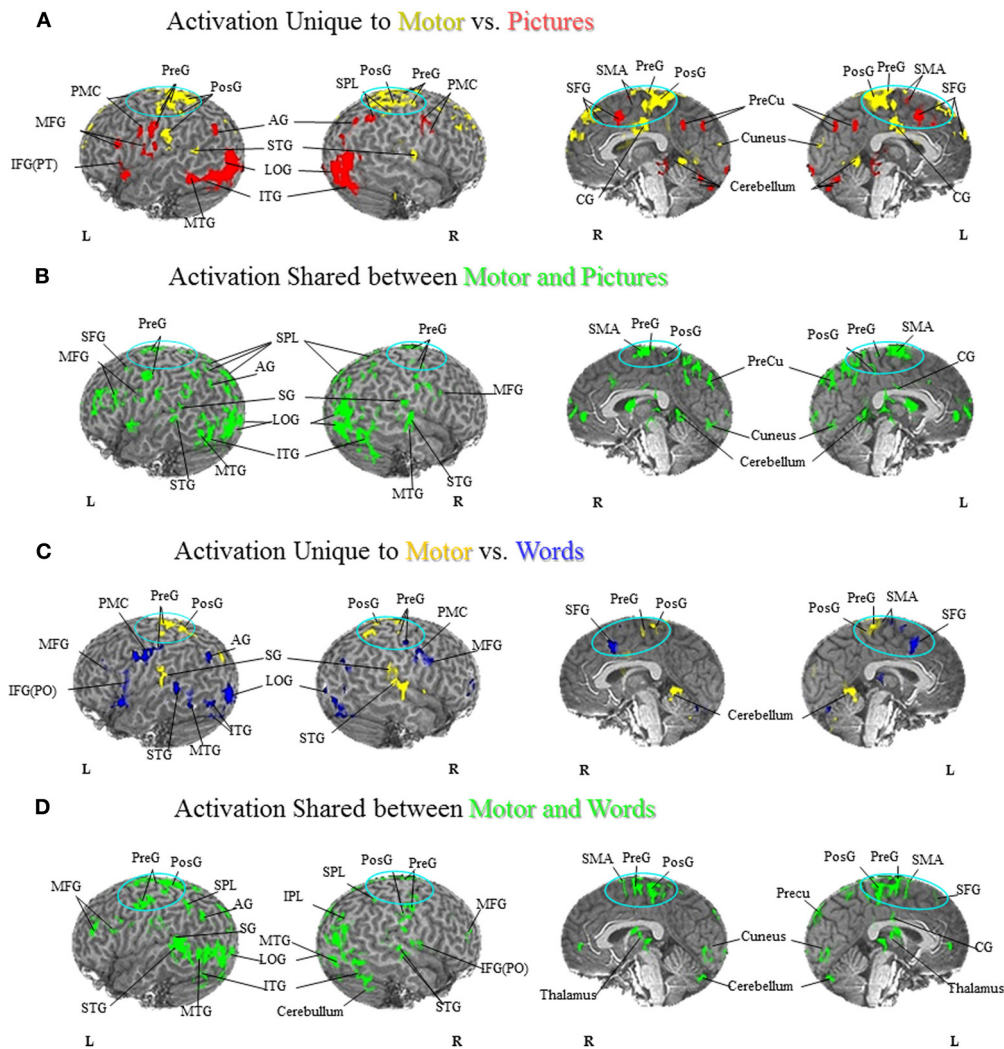 A Activation Unique to Motor vs. Pictures
PreG PosG PreG SMA PreG PosG PosG PreG SMA
PMC PosG SPL PMC SFG SFG
MFG AG PreCu
IFG(PT) STG Cuneus
LOG
ITG Cerebellum
MTG CG CG
L R R L
B Activation Shared between Motor and Pictures
SFG PreG SPL PreG SMA PreG PosG PosG PreG SMA
MFG AG PreCu CG
SG MFG
LOG Cuneus
ITG Cerebellum
STG MTG MTG STG
L R R L
C Activation Unique to Motor vs. Words
PMC PreG PosG PosG PreG PMC SFG PreG PosG PosG PreG SMA SFG
MFG AG MFG
SG
IFG(PO) LOG
Cerebellum
STG MTG ITG STG
L R R L
D Activation Shared between Motor and Words
PreG PosG PosG PreG SMA PreG PosG PosG PreG SMA
MFG SPL SPL SFG
AG IPL MFG Precu
SG
MTG Cuneus CG
LOG IFG(PO)
ITG Cerebellum
STG MTG Cerebullum STG Thalamus Thalamus
L R R L